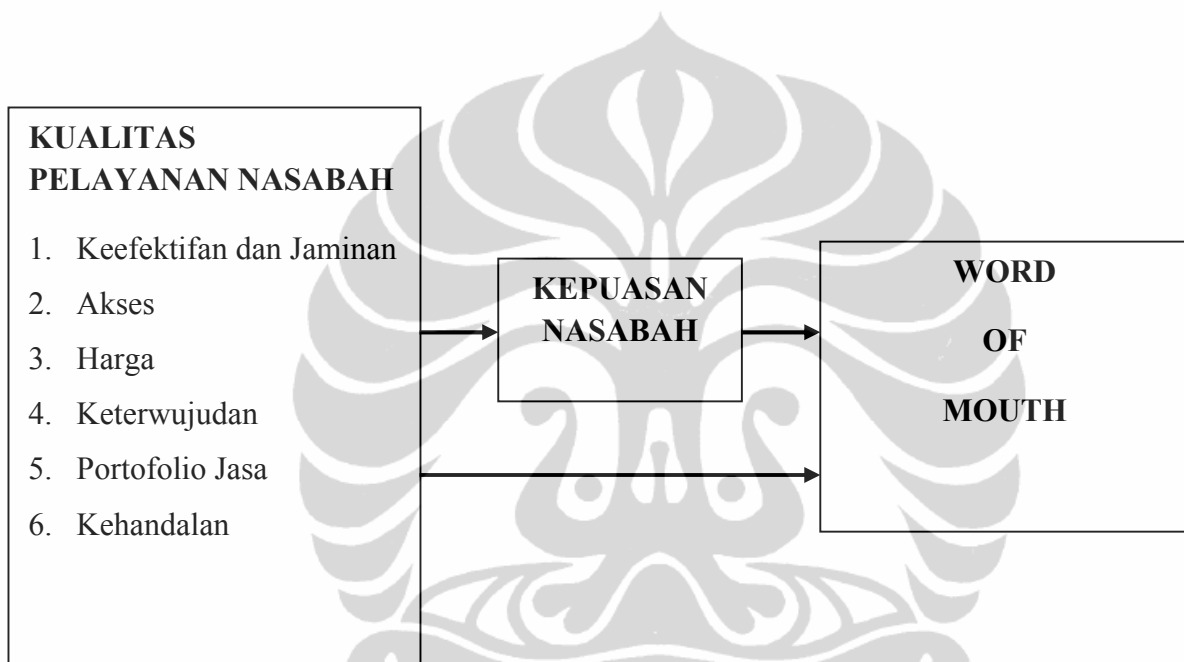 KUALITAS
PELAYANAN NASABAH
1. Keefektifan dan Jaminan
2. Akses
3. Harga
4. Keterwujudan
5. Portofolio Jasa
6. Kehandalan
KEPUASAN
NASABAH
WORD
OF
MOUTH